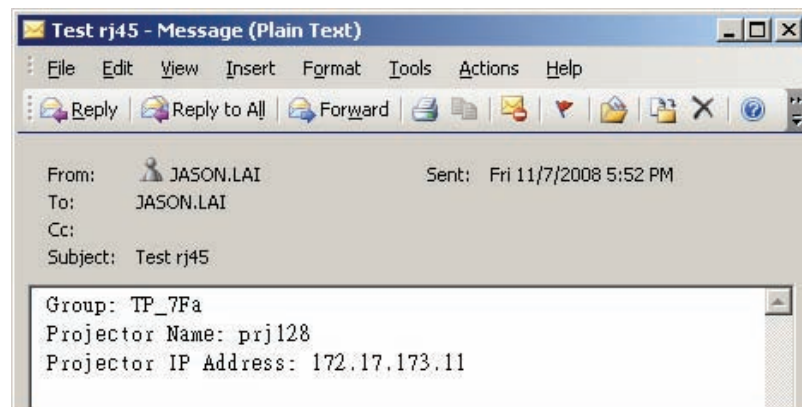 Test rj45 - Message (Plain Text)
File Edit View Insert Format Tools Actions Help
Reply Reply to All Forward
From: JASON.LAI Sent: Fri 11/7/2008 5:52 PM
To: JASON.LAI
Cc:
Subject: Test rj45
Group: TP_7Fa
Projector Name: prj128
Projector IP Address: 172.17.173.11